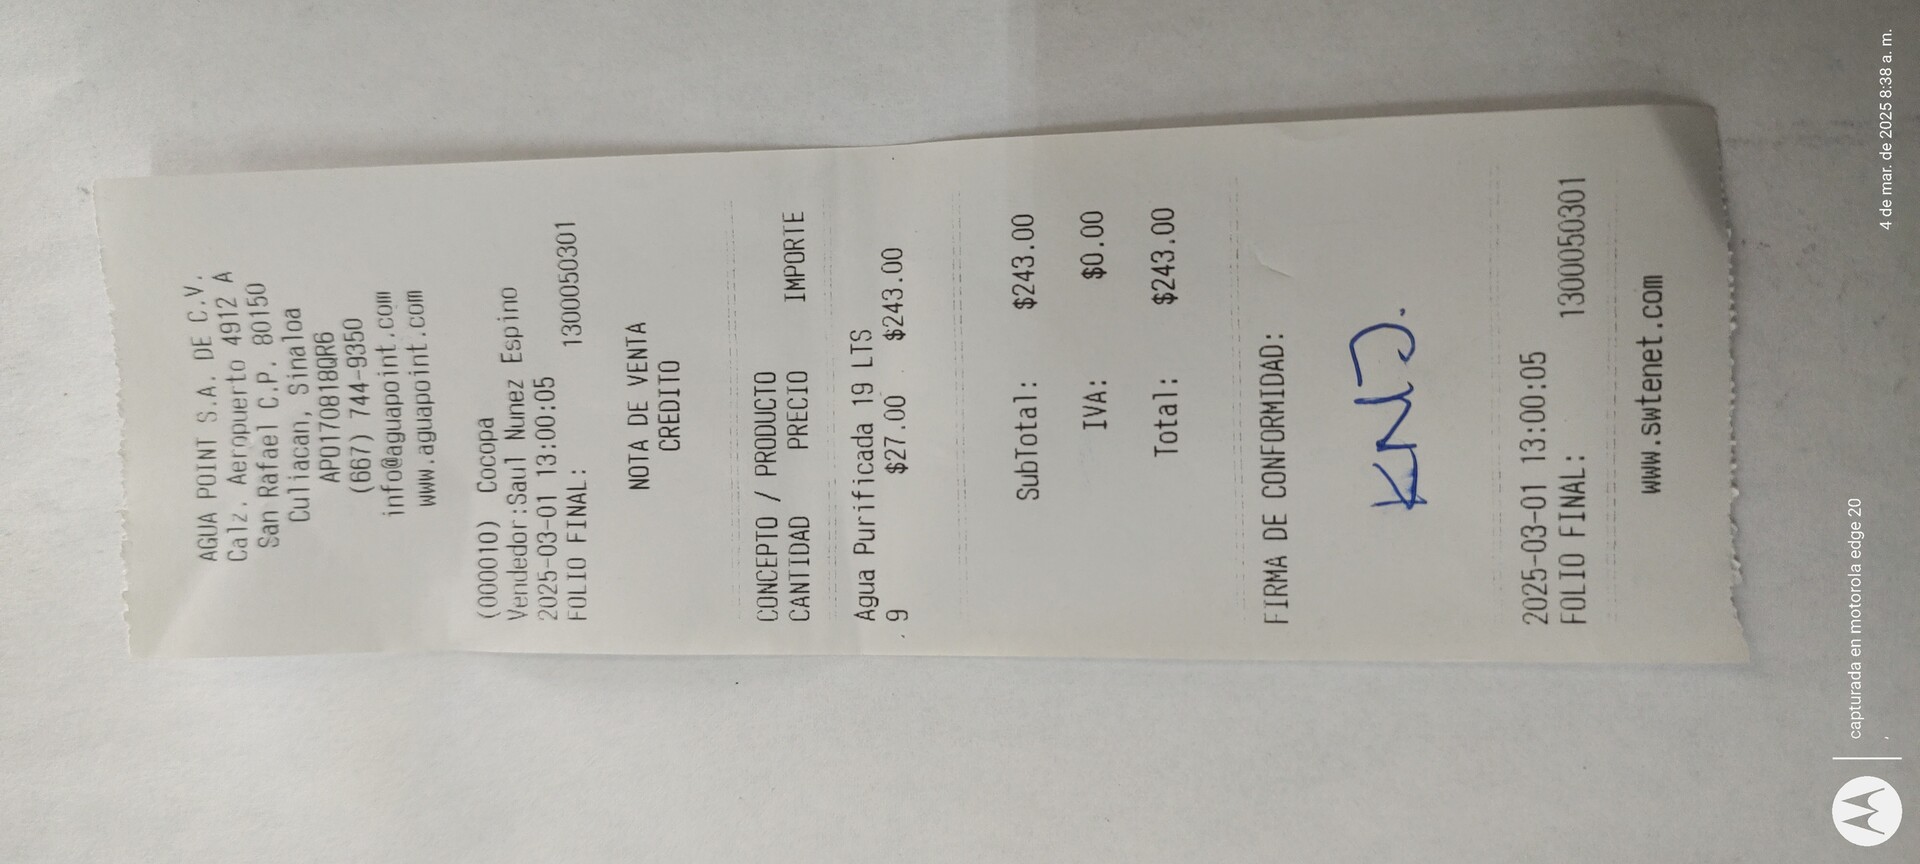 AGUA POINT S.A. DE C.V.
Calz. Aeropuerto 4912 A
San Rafael C.P. 80150
Culiacan, Sinaloa
APO170818QR6
(667) 744-9350
info@aguapoint.com
www.aguapoint.com
(000010) Cocopa
Vendedor:Saul Nunez Espino
2025-03-01 13:00:05
FOLIO FINAL: 1300050301
NOTA DE VENTA
CREDITO
CONCEPTO / PRODUCTO
CANTIDAD PRECIO IMPORTE
Agua Purificada 19 LTS
9 $27.00 $243.00
SubTotal: $243.00
IVA: $0.00
Total: $243.00
FIRMA DE CONFORMIDAD:
KNJ.
2025-03-01 13:00:05
FOLIO FINAL: 1300050301
www.swtenet.com
capturada en motorola edge 20
,
4 de mar. de 2025 8:38 a. m.